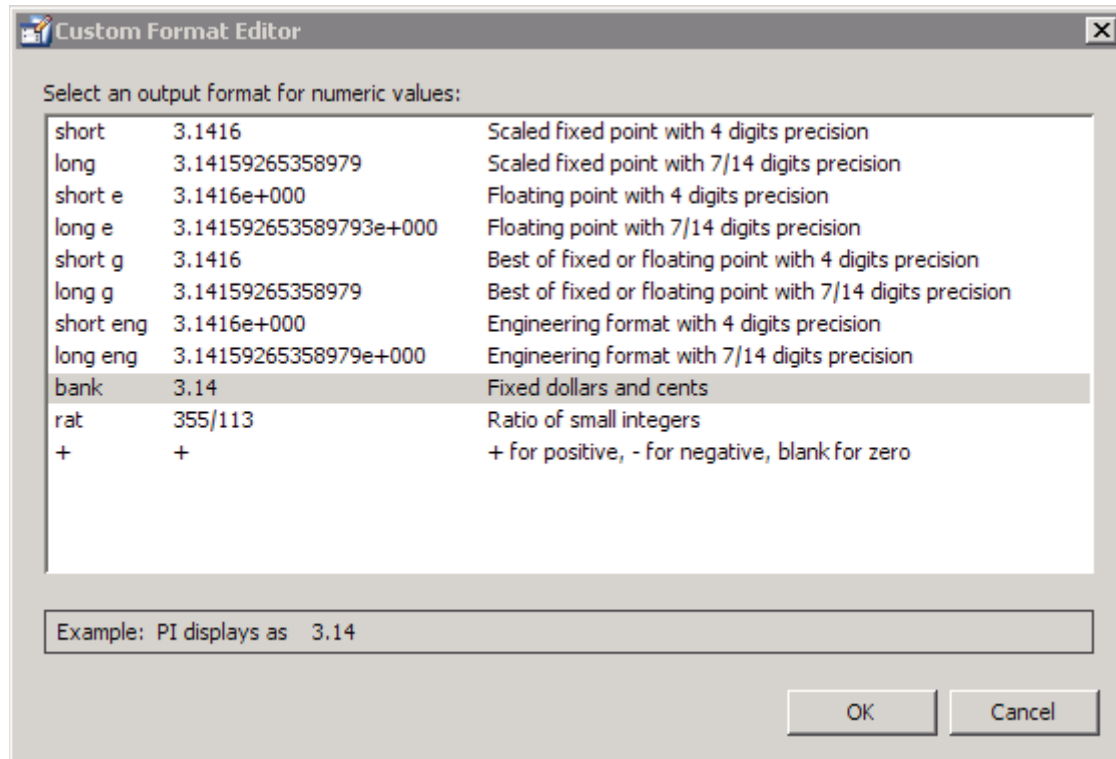 Custom Format Editor
Select an output format for numeric values:
short 3.1416 Scaled fixed point with 4 digits precision
long 3.14159265358979 Scaled fixed point with 7/14 digits precision
short e 3.1416e+000 Floating point with 4 digits precision
long e 3.141592653589793e+000 Floating point with 7/14 digits precision
short g 3.1416 Best of fixed or floating point with 4 digits precision
long g 3.14159265358979 Best of fixed or floating point with 7/14 digits precision
short eng 3.1416e+000 Engineering format with 4 digits precision
long eng 3.14159265358979e+000 Engineering format with 7/14 digits precision
bank 3.14 Fixed dollars and cents
rat 355/113 Ratio of small integers
+ + + for positive, - for negative, blank for zero
Example: PI displays as 3.14
OK Cancel